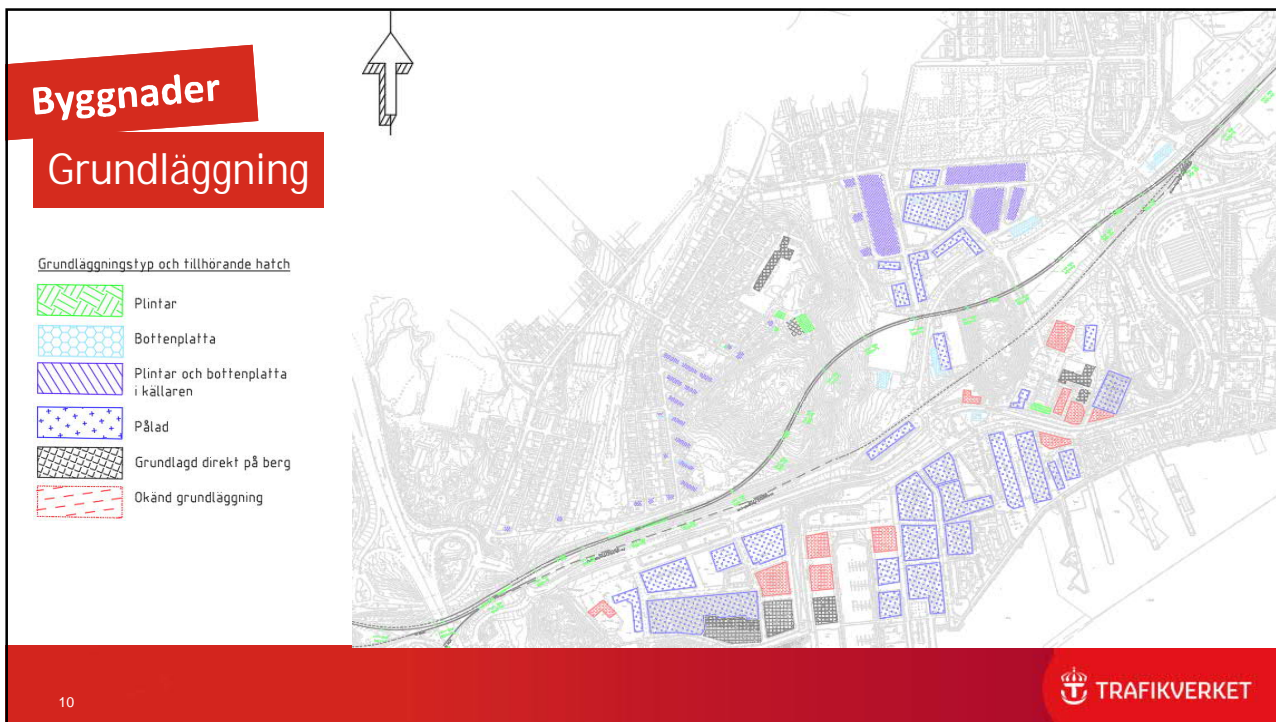 Byggnader
Grundläggning
Grundläggningstyp och tillhörande hatch
Plintar
Bottenplatta
Plintar och bottenplatta
i källaren
Pålad
Grundlagd direkt på berg
Okänd grundläggning
10
TRAFIKVERKET